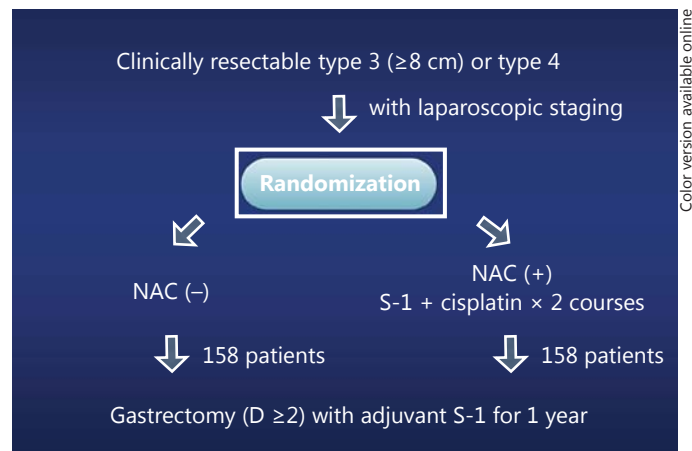 Clinically resectable type 3 (≥8 cm) or type 4
with laparoscopic staging
Randomization
NAC (–)
NAC (+)
S-1 + cisplatin × 2 courses
158 patients
158 patients
Gastrectomy (D ≥2) with adjuvant S-1 for 1 year
Color version available online